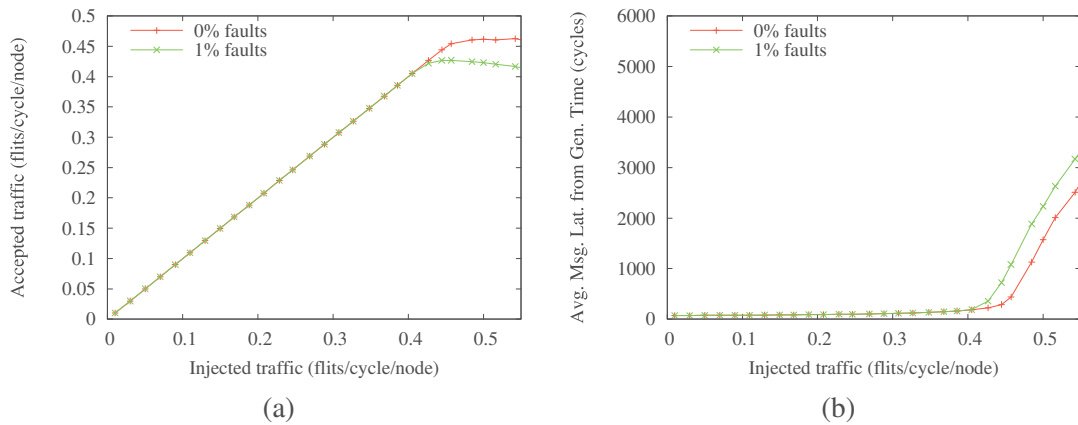 Accepted traffic (flits/cycle/node)
0.5
0.45
0.4
0.35
0.3
0.25
0.2
0.15
0.1
0.05
0
0% faults
1% faults
0 0.1 0.2 0.3 0.4 0.5
Injected traffic (flits/cycle/node)
(a)
Avg. Msg. Lat. from Gen. Time (cycles)
6000
5000
4000
3000
2000
1000
0
0% faults
1% faults
0 0.1 0.2 0.3 0.4 0.5
Injected traffic (flits/cycle/node)
(b)